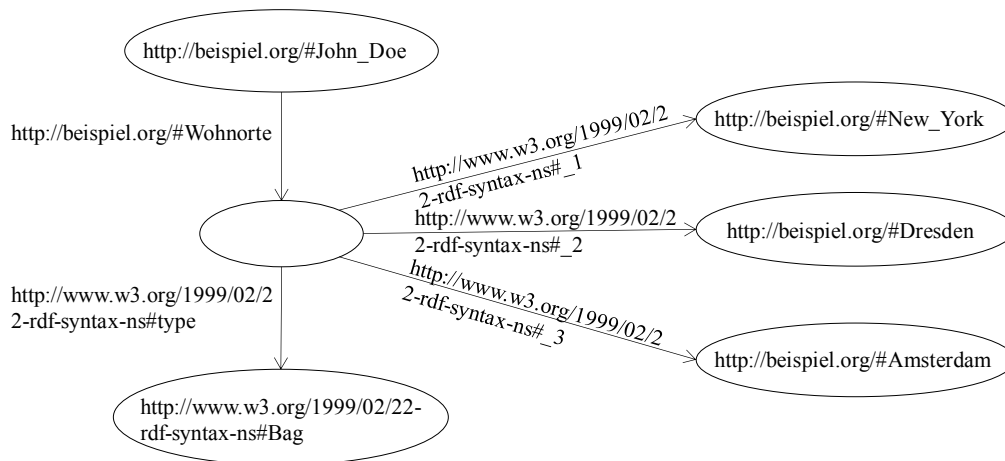 http://beispiel.org/#John_Doe
http://beispiel.org/#Wohnorte
http://www.w3.org/1999/02/2
2-rdf-syntax-ns#_1
http://beispiel.org/#New_York
http://www.w3.org/1999/02/2
2-rdf-syntax-ns#_2
http://beispiel.org/#Dresden
http://www.w3.org/1999/02/2
2-rdf-syntax-ns#_3
http://beispiel.org/#Amsterdam
http://www.w3.org/1999/02/2
2-rdf-syntax-ns#type
http://www.w3.org/1999/02/22-
rdf-syntax-ns#Bag